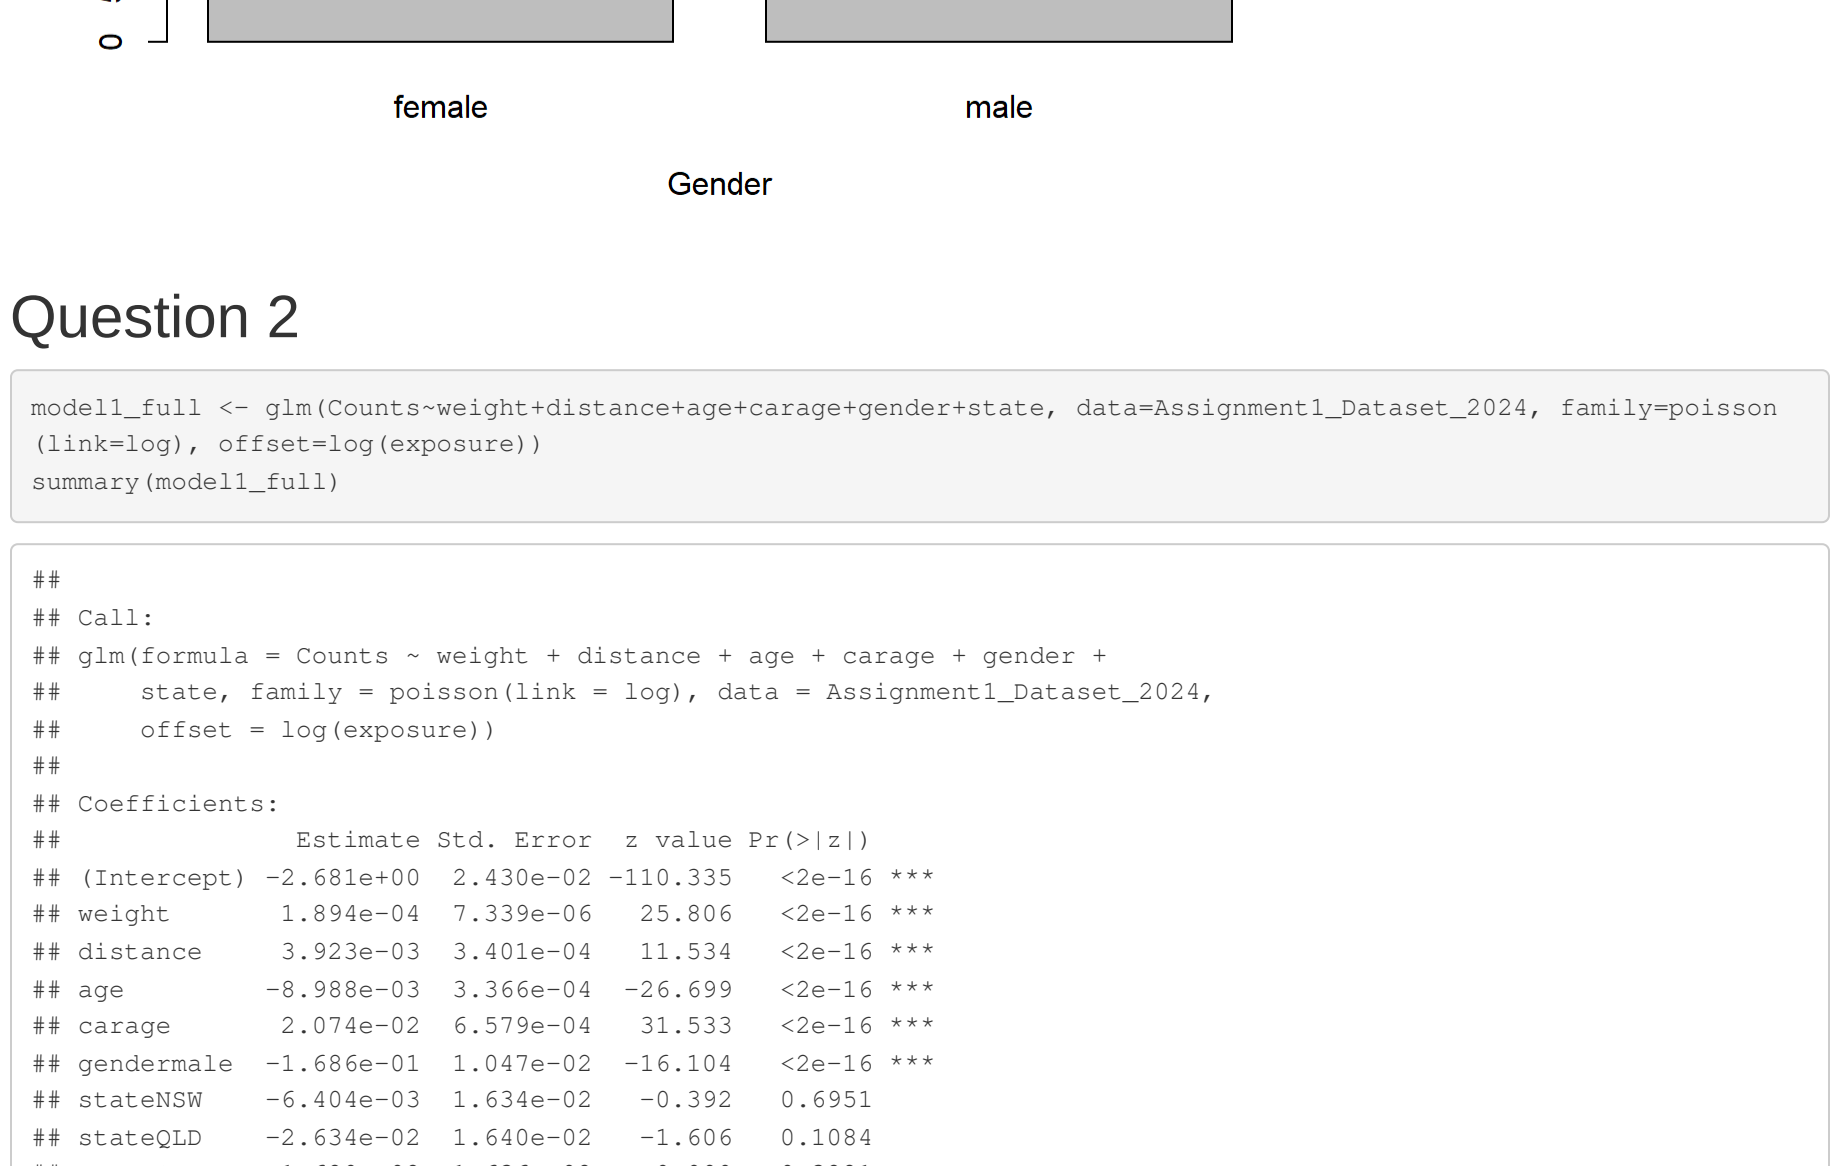 0
female male
Gender
Question 2
model1_full <- glm(Counts~weight+distance+age+carage+gender+state, data=Assignment1_Dataset_2024, family=poisson
(link=log), offset=log(exposure))
summary(model1_full)
##
## Call:
## glm(formula = Counts ~ weight + distance + age + carage + gender +
##     state, family = poisson(link = log), data = Assignment1_Dataset_2024,
##     offset = log(exposure))
##
## Coefficients:
##               Estimate Std. Error  z value Pr(>|z|)
## (Intercept) -2.681e+00  2.430e-02 -110.335   <2e-16 ***
## weight       1.894e-04  7.339e-06   25.806   <2e-16 ***
## distance     3.923e-03  3.401e-04   11.534   <2e-16 ***
## age         -8.988e-03  3.366e-04  -26.699   <2e-16 ***
## carage       2.074e-02  6.579e-04   31.533   <2e-16 ***
## gendermale  -1.686e-01  1.047e-02  -16.104   <2e-16 ***
## stateNSW    -6.404e-03  1.634e-02   -0.392   0.6951
## stateQLD    -2.634e-02  1.640e-02   -1.606   0.1084